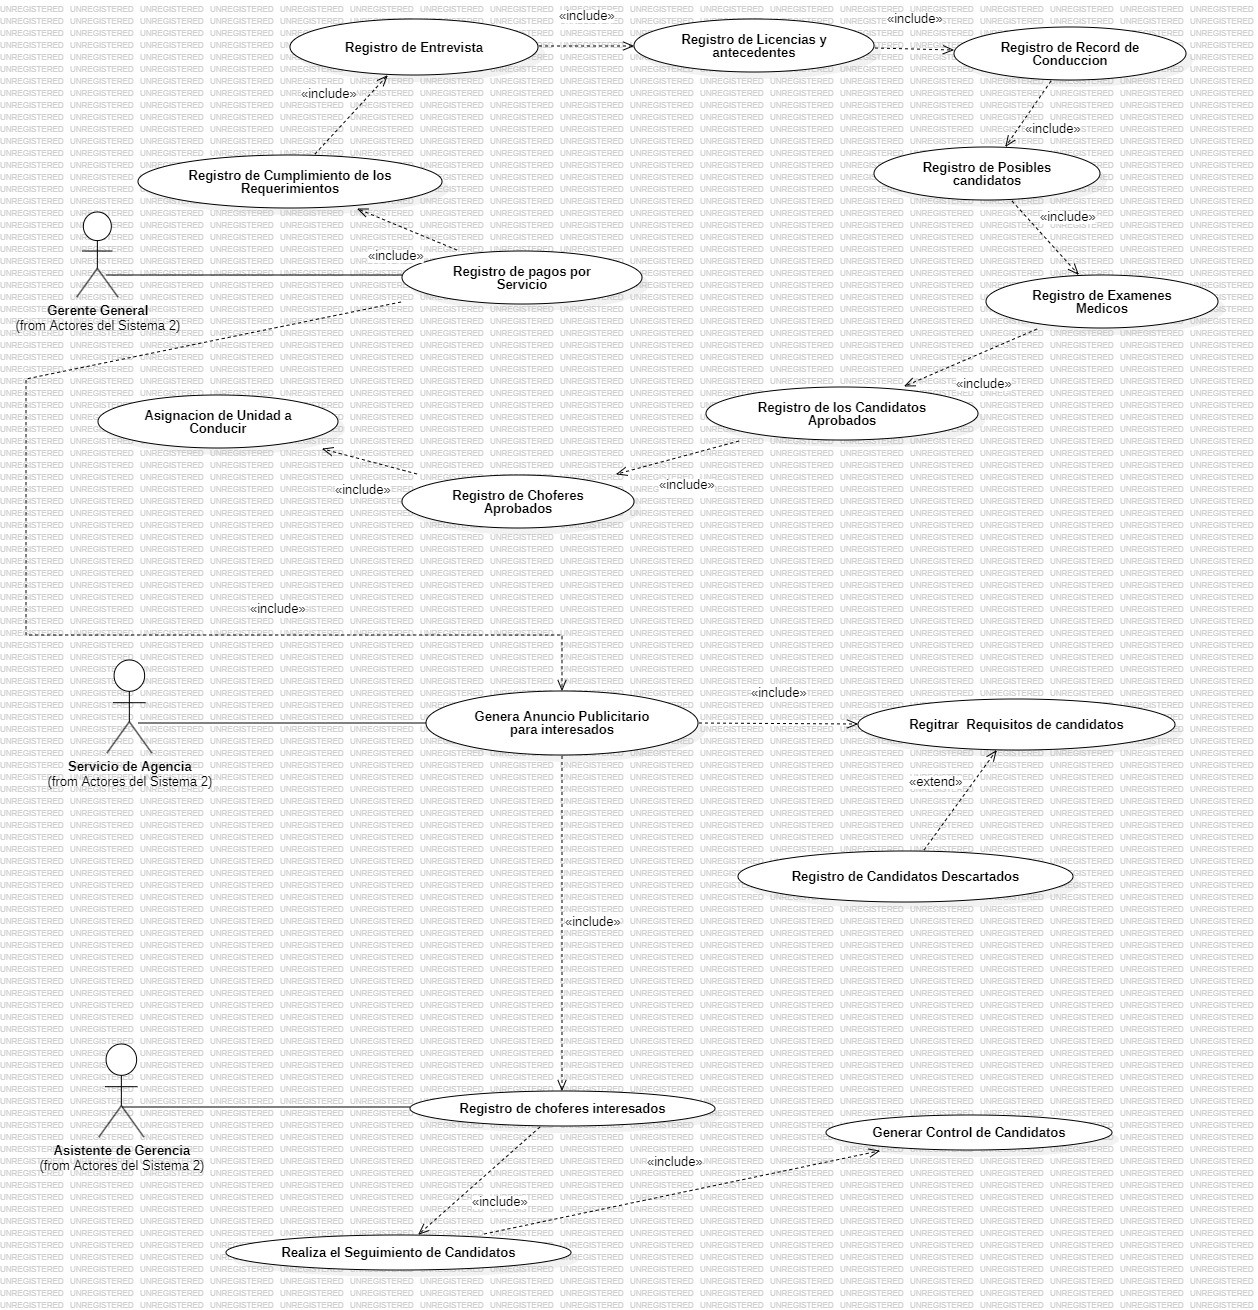 «include»
«include»
Registro de Entrevista
Registro de Licencias y
antecedentes
Registro de Record de
Conduccion
«include»
«include»
Registro de Cumplimiento de los
Requerimientos
Registro de Posibles
candidatos
«include»
«include»
Registro de pagos por
Servicio
Gerente General
(from Actores del Sistema 2)
Registro de Examenes
Medicos
«include»
Asignacion de Unidad a
Conducir
Registro de los Candidatos
Aprobados
«include»
«include»
Registro de Choferes
Aprobados
«include»
«include»
Genera Anuncio Publicitario
para interesados
Regitrar  Requisitos de candidatos
Servicio de Agencia
(from Actores del Sistema 2)
«extend»
Registro de Candidatos Descartados
«include»
Registro de choferes interesados
Generar Control de Candidatos
Asistente de Gerencia
(from Actores del Sistema 2)
«include»
«include»
Realiza el Seguimiento de Candidatos
UNREGISTERED